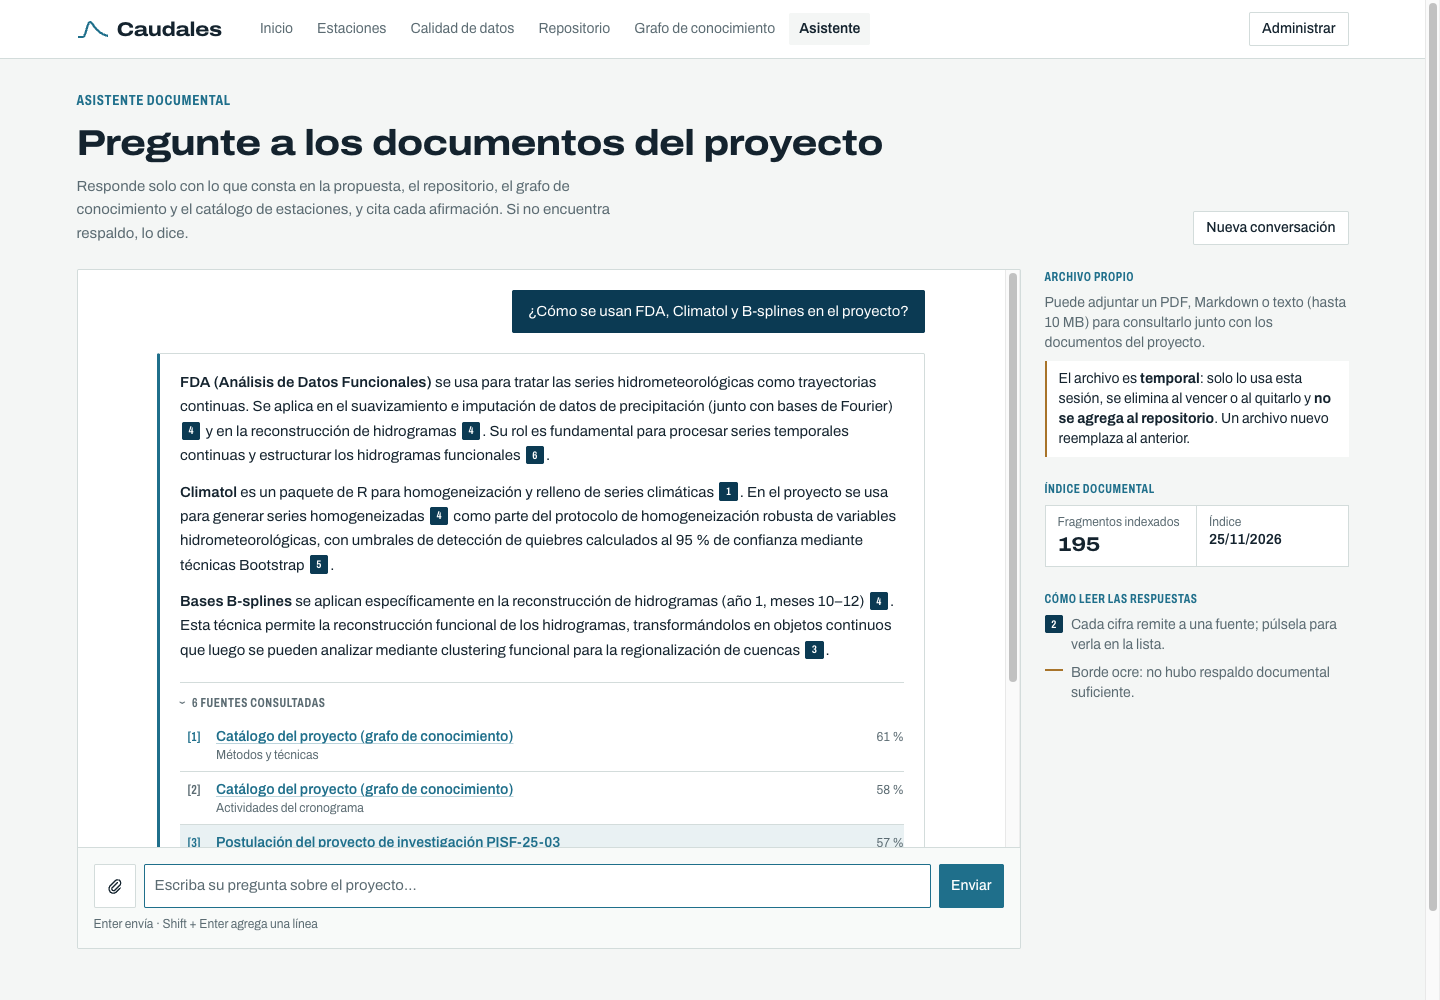 Caudales
Inicio
Estaciones
Calidad de datos
Repositorio
Grafo de conocimiento
Asistente
Administrar
ASISTENTE DOCUMENTAL
Pregunte a los documentos del proyecto
Responde solo con lo que consta en la propuesta, el repositorio, el grafo de
conocimiento y el catálogo de estaciones, y cita cada afirmación. Si no encuentra
respaldo, lo dice.
Nueva conversación
¿Cómo se usan FDA, Climatol y B-splines en el proyecto?
FDA (Análisis de Datos Funcionales) se usa para tratar las series hidrometeorológicas como trayectorias
continuas. Se aplica en el suavizamiento e imputación de datos de precipitación (junto con bases de Fourier)
4 y en la reconstrucción de hidrogramas 4. Su rol es fundamental para procesar series temporales
continuas y estructurar los hidrogramas funcionales 6.
Climatol es un paquete de R para homogeneización y relleno de series climáticas 1. En el proyecto se usa
para generar series homogeneizadas 4 como parte del protocolo de homogeneización robusta de variables
hidrometeorológicas, con umbrales de detección de quiebres calculados al 95 % de confianza mediante
técnicas Bootstrap 5.
Bases B-splines se aplican específicamente en la reconstrucción de hidrogramas (año 1, meses 10–12) 4.
Esta técnica permite la reconstrucción funcional de los hidrogramas, transformándolos en objetos continuos
que luego se pueden analizar mediante clustering funcional para la regionalización de cuencas 3.
6 FUENTES CONSULTADAS
[1] Catálogo del proyecto (grafo de conocimiento) 61 %
Métodos y técnicas
[2] Catálogo del proyecto (grafo de conocimiento) 58 %
Actividades del cronograma
[3] Postulación del proyecto de investigación PISF-25-03 57 %
Escriba su pregunta sobre el proyecto...
Enviar
Enter envía · Shift + Enter agrega una línea
ARCHIVO PROPIO
Puede adjuntar un PDF, Markdown o texto (hasta
10 MB) para consultarlo junto con los
documentos del proyecto.
El archivo es temporal: solo lo usa esta
sesión, se elimina al vencer o al quitarlo y no
se agrega al repositorio. Un archivo nuevo
reemplaza al anterior.
ÍNDICE DOCUMENTAL
Fragmentos indexados
195
Índice
25/11/2026
CÓMO LEER LAS RESPUESTAS
2 Cada cifra remite a una fuente; púlsela para
verla en la lista.
Borde ocre: no hubo respaldo documental
suficiente.